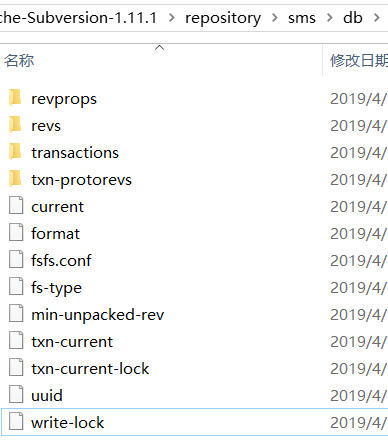 che-Subversion-1.11.1 > repository > sms > db >
名称 修改日期
revprops 2019/4/
revs 2019/4/
transactions 2019/4/
txn-protorevs 2019/4/
current 2019/4/
format 2019/4/
fsfs.conf 2019/4/
fs-type 2019/4/
min-unpacked-rev 2019/4/
txn-current 2019/4/
txn-current-lock 2019/4/
uuid 2019/4/
write-lock 2019/4/